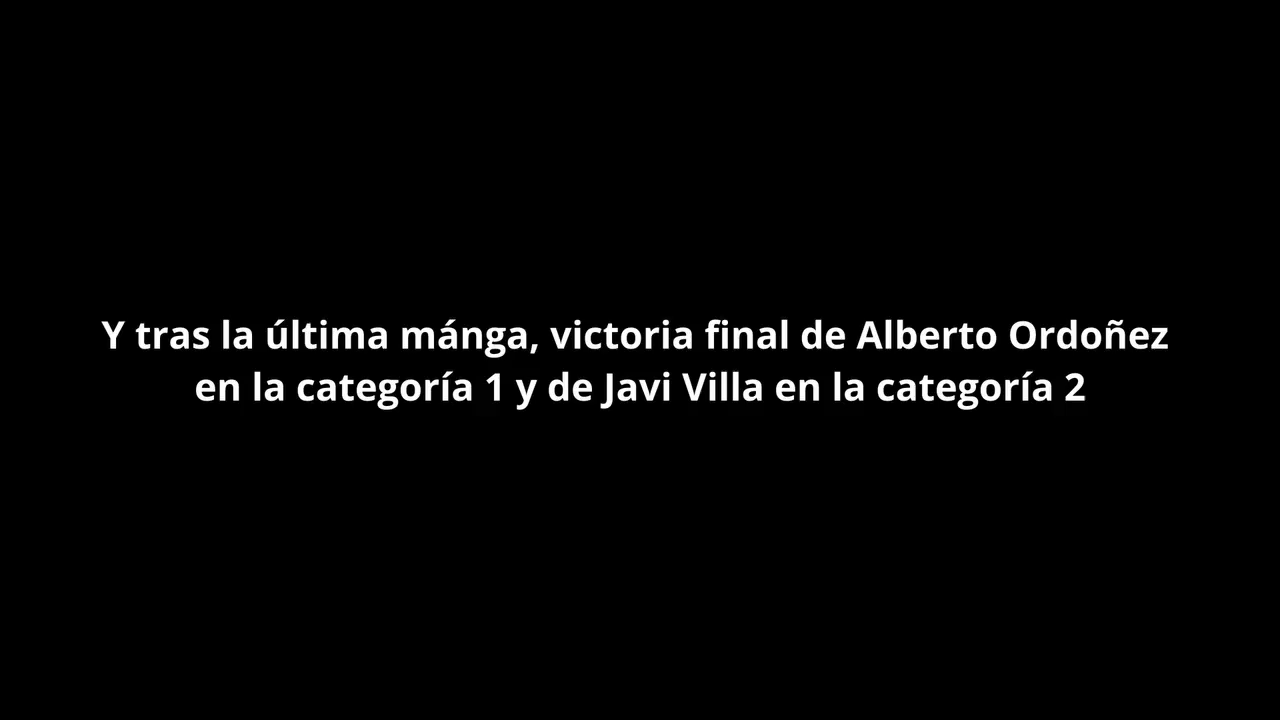 Y tras la última mánga, victoria final de Alberto Ordoñez
en la categoría 1 y de Javi Villa en la categoría 2